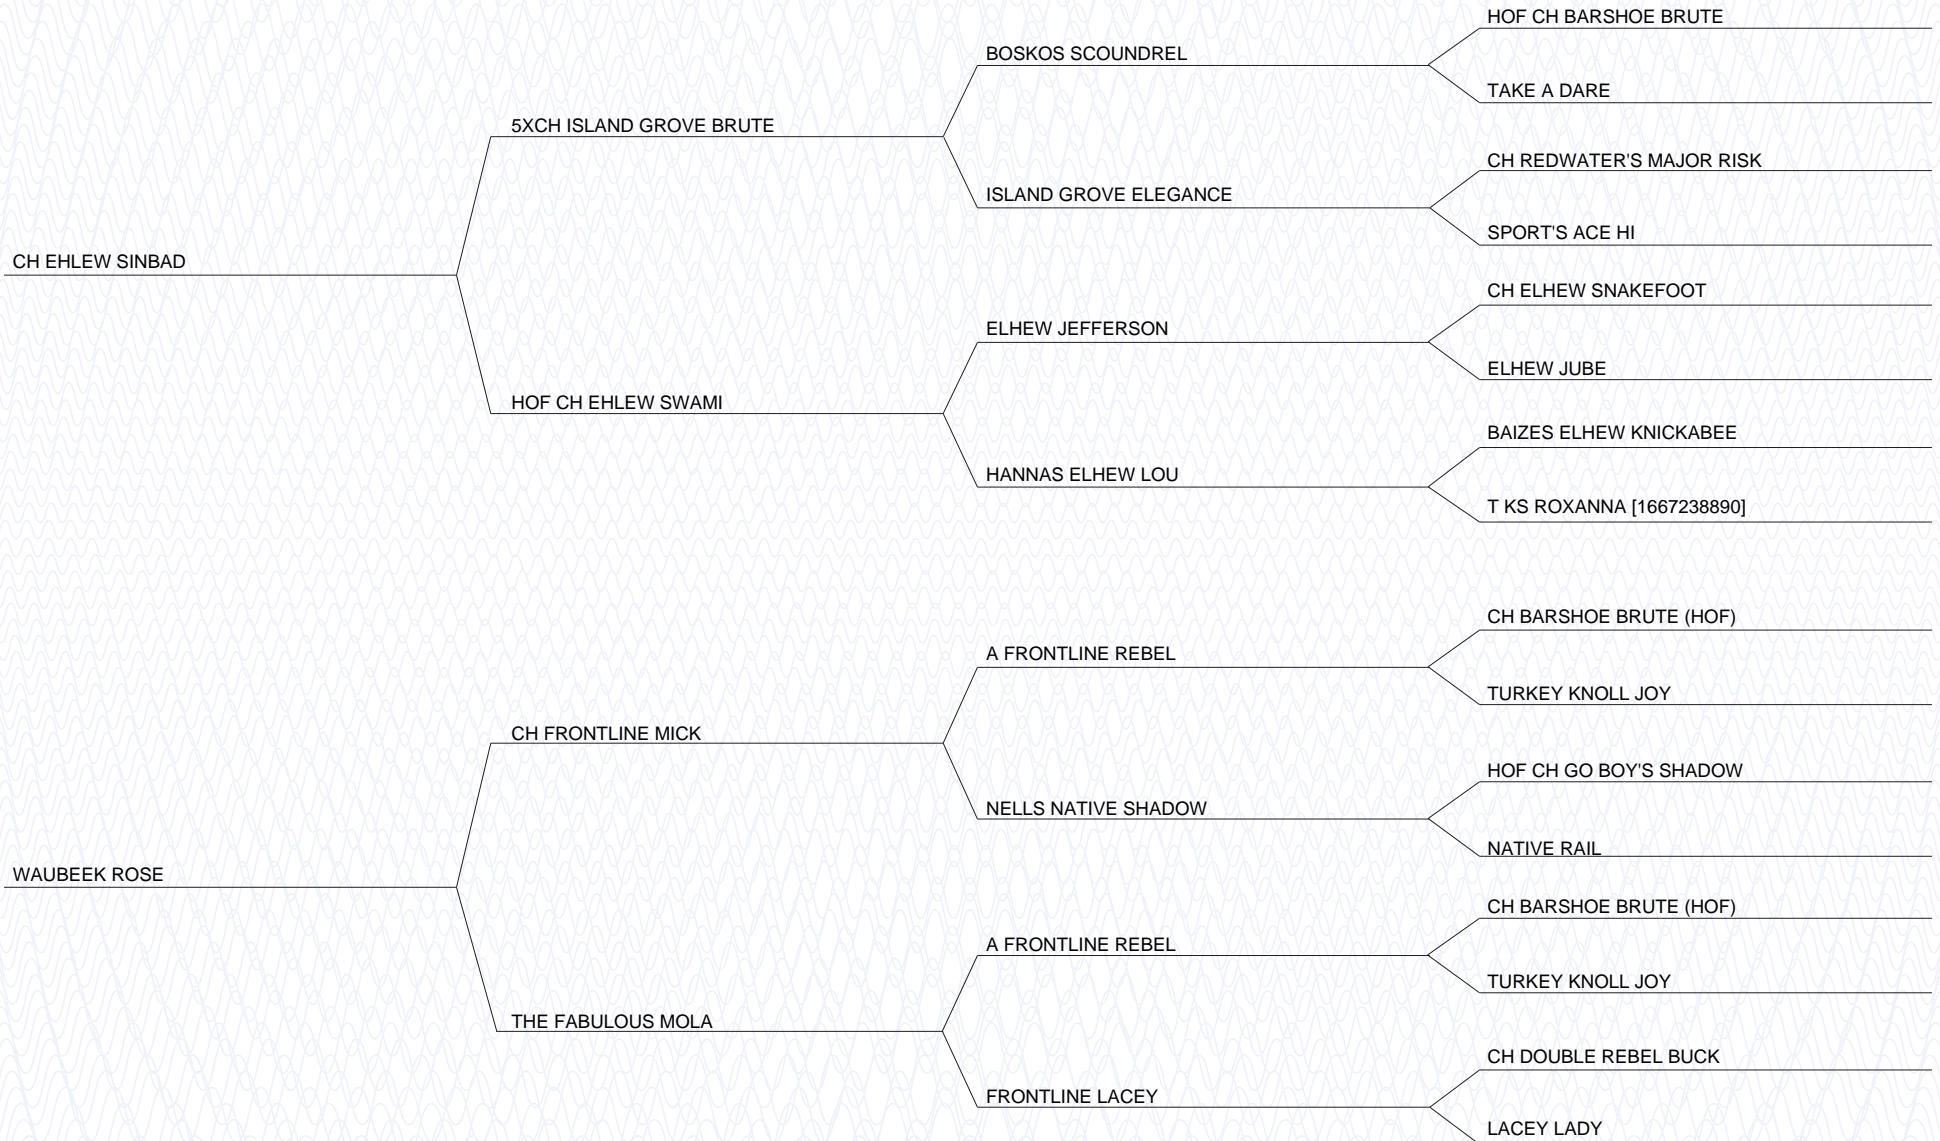 HOF CH BARSHOE BRUTE
BOSKOS SCOUNDREL
TAKE A DARE
5XCH ISLAND GROVE BRUTE
CH REDWATER'S MAJOR RISK
ISLAND GROVE ELEGANCE
SPORT'S ACE HI
CH EHLEW SINBAD
CH ELHEW SNAKEFOOT
ELHEW JEFFERSON
ELHEW JUBE
HOF CH EHLEW SWAMI
BAIZES ELHEW KNICKABEE
HANNAS ELHEW LOU
T KS ROXANNA [1667238890]
CH BARSHOE BRUTE (HOF)
A FRONTLINE REBEL
TURKEY KNOLL JOY
CH FRONTLINE MICK
HOF CH GO BOY'S SHADOW
NELLS NATIVE SHADOW
NATIVE RAIL
WAUBEEK ROSE
CH BARSHOE BRUTE (HOF)
A FRONTLINE REBEL
TURKEY KNOLL JOY
THE FABULOUS MOLA
CH DOUBLE REBEL BUCK
FRONTLINE LACEY
LACEY LADY